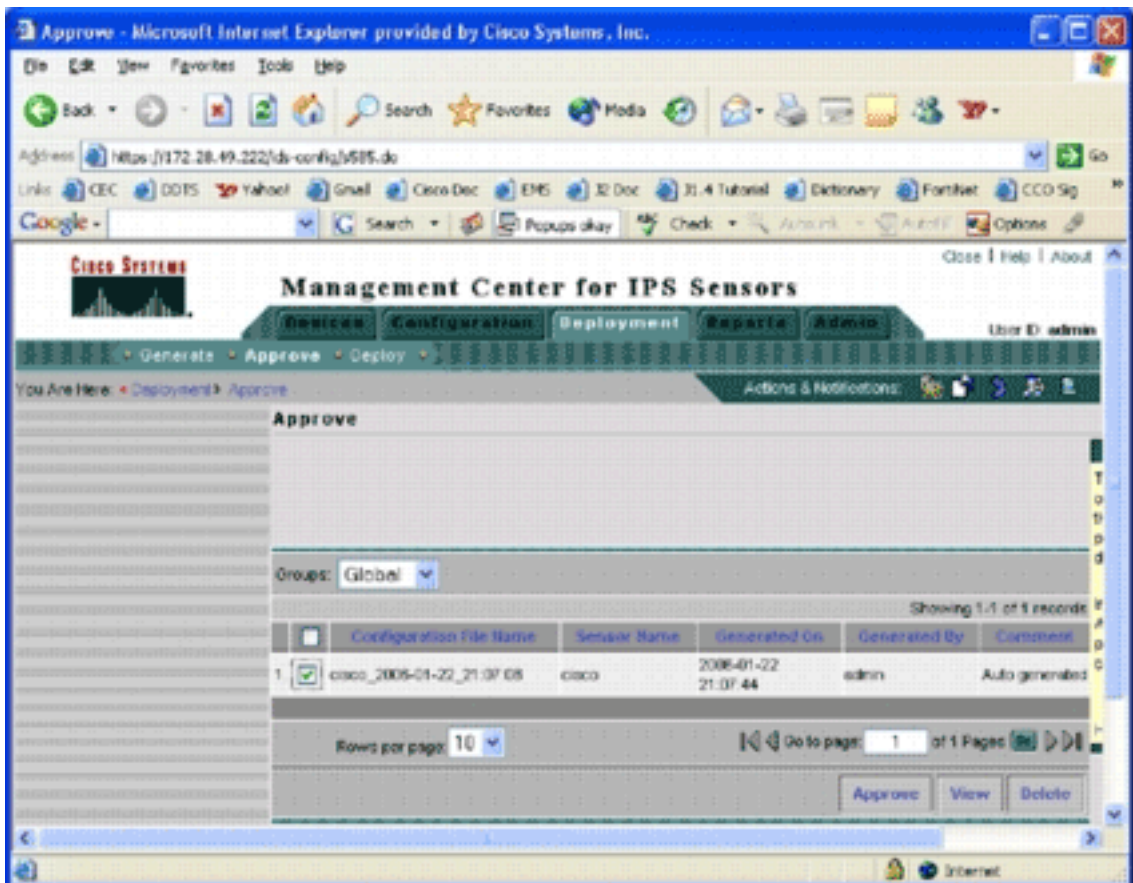 Approve - Microsoft Internet Explorer provided by Cisco Systems, Inc.
File Edit View Favorites Tools Help
Back Search Favorites Media
Address https://172.28.49.222/ids-config/v585.do Go
Links CEC DDTS Yahoo! Gmail Cisco Doc EMS Dictionary Fortinet CCO Sig
Google Search Popups okay Check AutoLink AutoFill Options
Close | Help | About
Cisco Systems
Management Center for IPS Sensors
Devices Configuration Deployment Reports Admin
User ID: admin
Generate Approve Deploy
You Are Here: Deployment Approve
Actions & Notifications:
Approve
Groups: Global
Showing 1-1 of 1 records
Configuration File Name Sensor Name Generated On Generated By Comment
1. cisco_2006-01-22_21:07:08 cisco 2006-01-22 21:07:44 admin Auto generated
Rows per page: 10 Go to page: 1 of 1 Pages Go
Approve View Delete
Internet